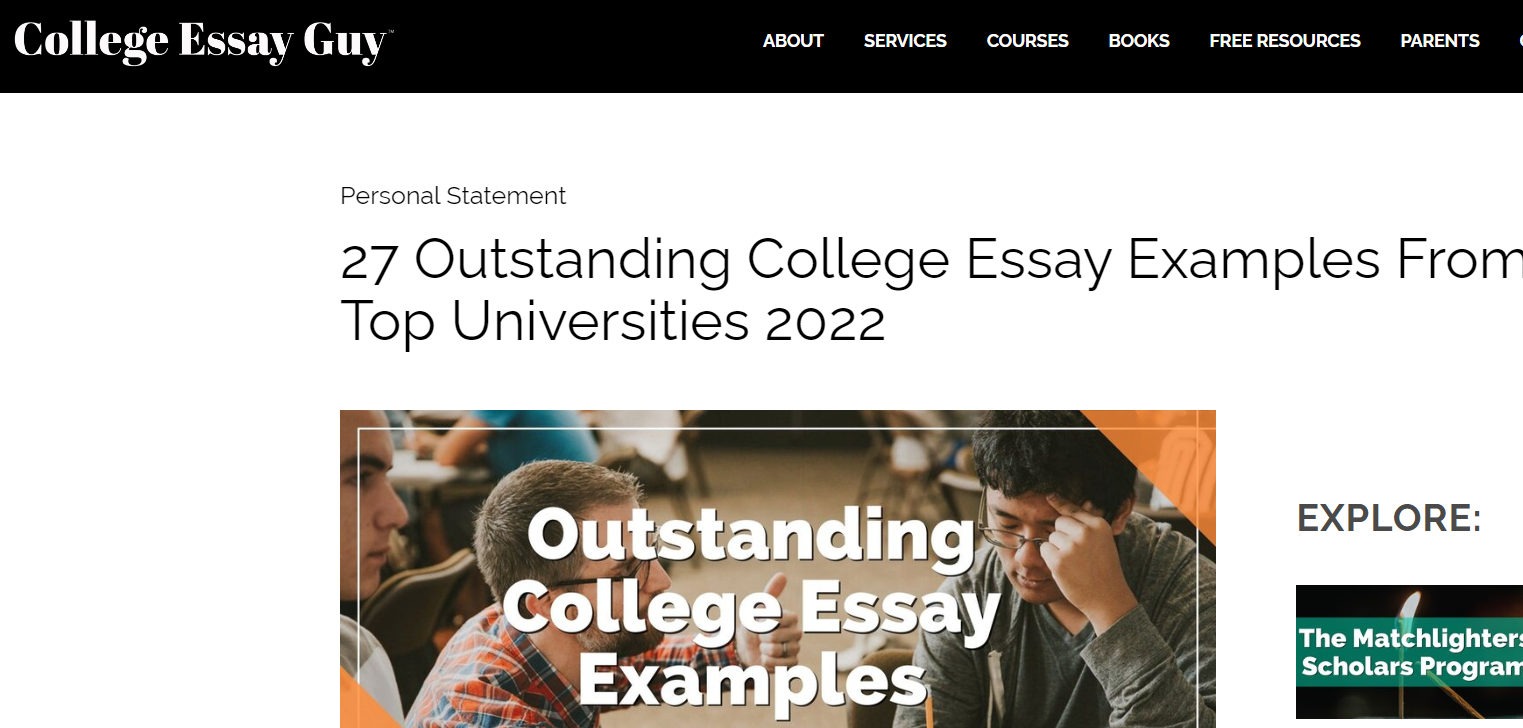 College Essay Guy™
ABOUT SERVICES COURSES BOOKS FREE RESOURCES PARENTS
Personal Statement
27 Outstanding College Essay Examples From
Top Universities 2022
Outstanding
College Essay
Examples
EXPLORE:
The Matchlighters
Scholars Program